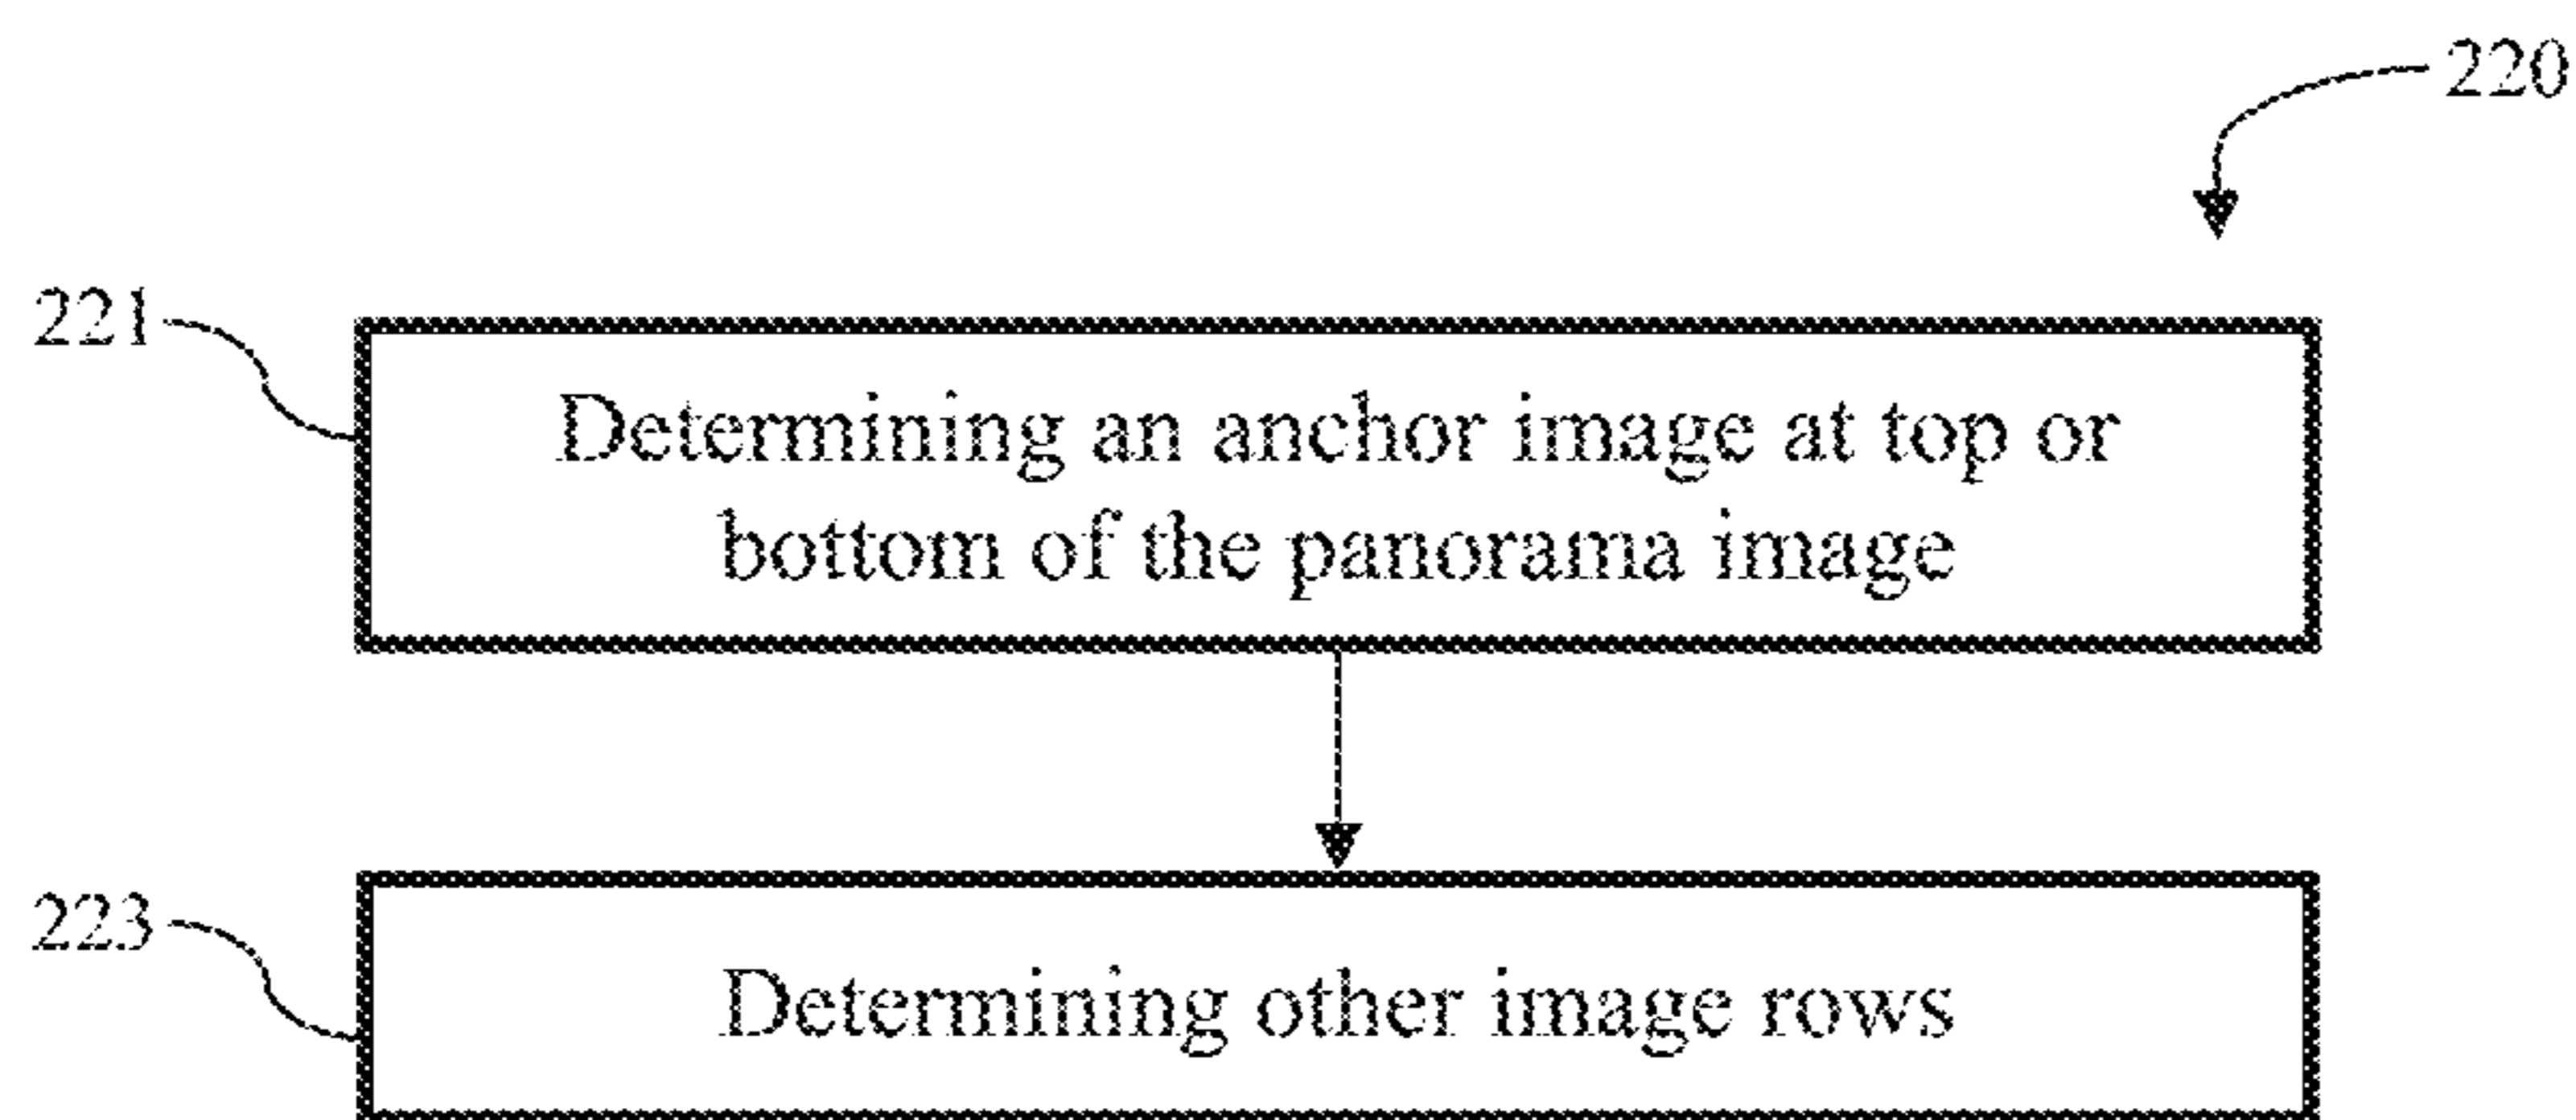 220
221
Determining an anchor image at top or
bottom of the panorama image
223
Determining other image rows